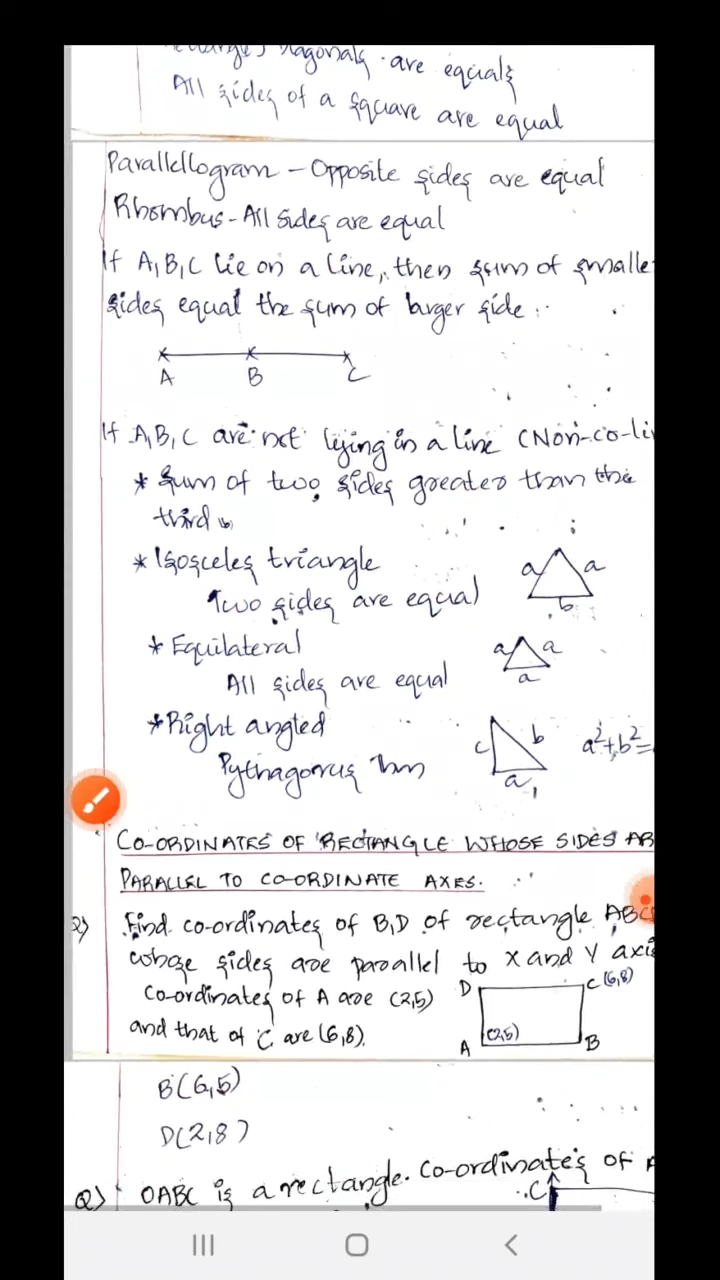 diagonals are equal
All sides of a square are equal
Parallellogram - Opposite sides are equal
Rhombus - All sides are equal
If A,B,C lie on a line, then sum of smalle
sides equal the sum of larger side
A B C
If A,B,C are not lying in a line (Non-co-li
* Sum of two sides greater than the
third
* Isosceles triangle
Two sides are equal
a a
b
* Equilateral
All sides are equal
a a
a
* Right angled
Pythagorus Thm
c b
a
a²+b²=
CO-ORDINATES OF RECTANGLE WHOSE SIDES AR
PARALLEL TO CO-ORDINATE AXES.
Q) Find co-ordinates of B,D of rectangle ABC
whose sides are parallel to X and Y axis
Co-ordinates of A are (2,5)
and that of C are (6,8).
D C (6,8)
(2,5)
A B
B(6,5)
D(2,8)
Q) OABC is a rectangle. Co-ordinates of A
C